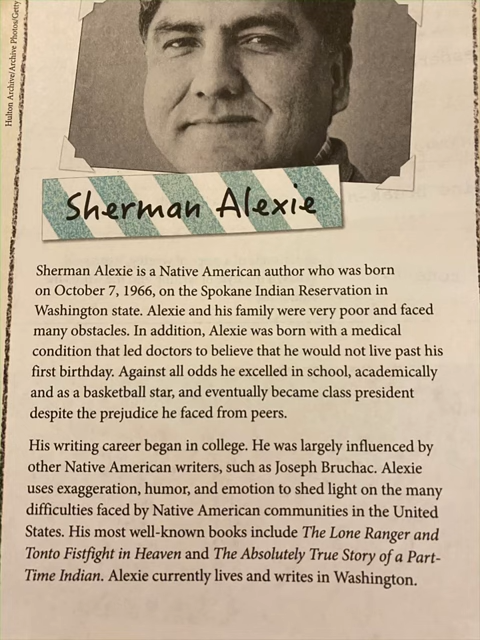 Hulton Archive/Archive Photos/Getty
Sherman Alexie
Sherman Alexie is a Native American author who was born
on October 7, 1966, on the Spokane Indian Reservation in
Washington state. Alexie and his family were very poor and faced
many obstacles. In addition, Alexie was born with a medical
condition that led doctors to believe that he would not live past his
first birthday. Against all odds he excelled in school, academically
and as a basketball star, and eventually became class president
despite the prejudice he faced from peers.
His writing career began in college. He was largely influenced by
other Native American writers, such as Joseph Bruchac. Alexie
uses exaggeration, humor, and emotion to shed light on the many
difficulties faced by Native American communities in the United
States. His most well-known books include The Lone Ranger and
Tonto Fistfight in Heaven and The Absolutely True Story of a Part-
Time Indian. Alexie currently lives and writes in Washington.